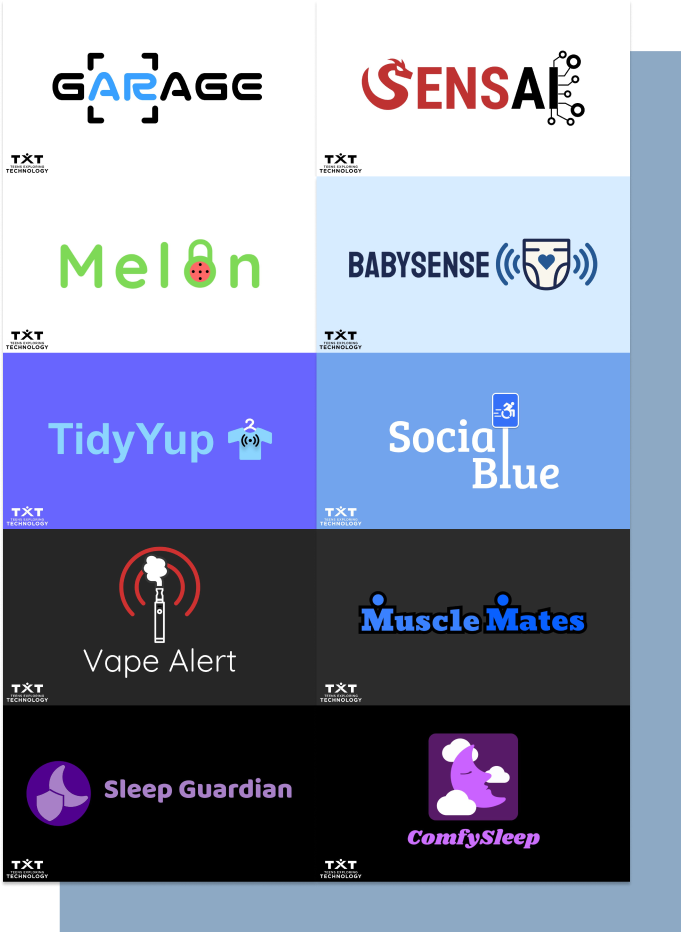 GARAGE
TXT
TEENS EXPLORING
TECHNOLOGY
SENSAI
TXT
TEENS EXPLORING
TECHNOLOGY
Melon
TXT
TEENS EXPLORING
TECHNOLOGY
BABYSENSE
TXT
TEENS EXPLORING
TECHNOLOGY
TidyYup
TXT
TEENS EXPLORING
TECHNOLOGY
Social
Blue
TXT
TEENS EXPLORING
TECHNOLOGY
Vape Alert
TXT
TEENS EXPLORING
TECHNOLOGY
Muscle Mates
TXT
TEENS EXPLORING
TECHNOLOGY
Sleep Guardian
TXT
TEENS EXPLORING
TECHNOLOGY
ComfySleep
TXT
TEENS EXPLORING
TECHNOLOGY